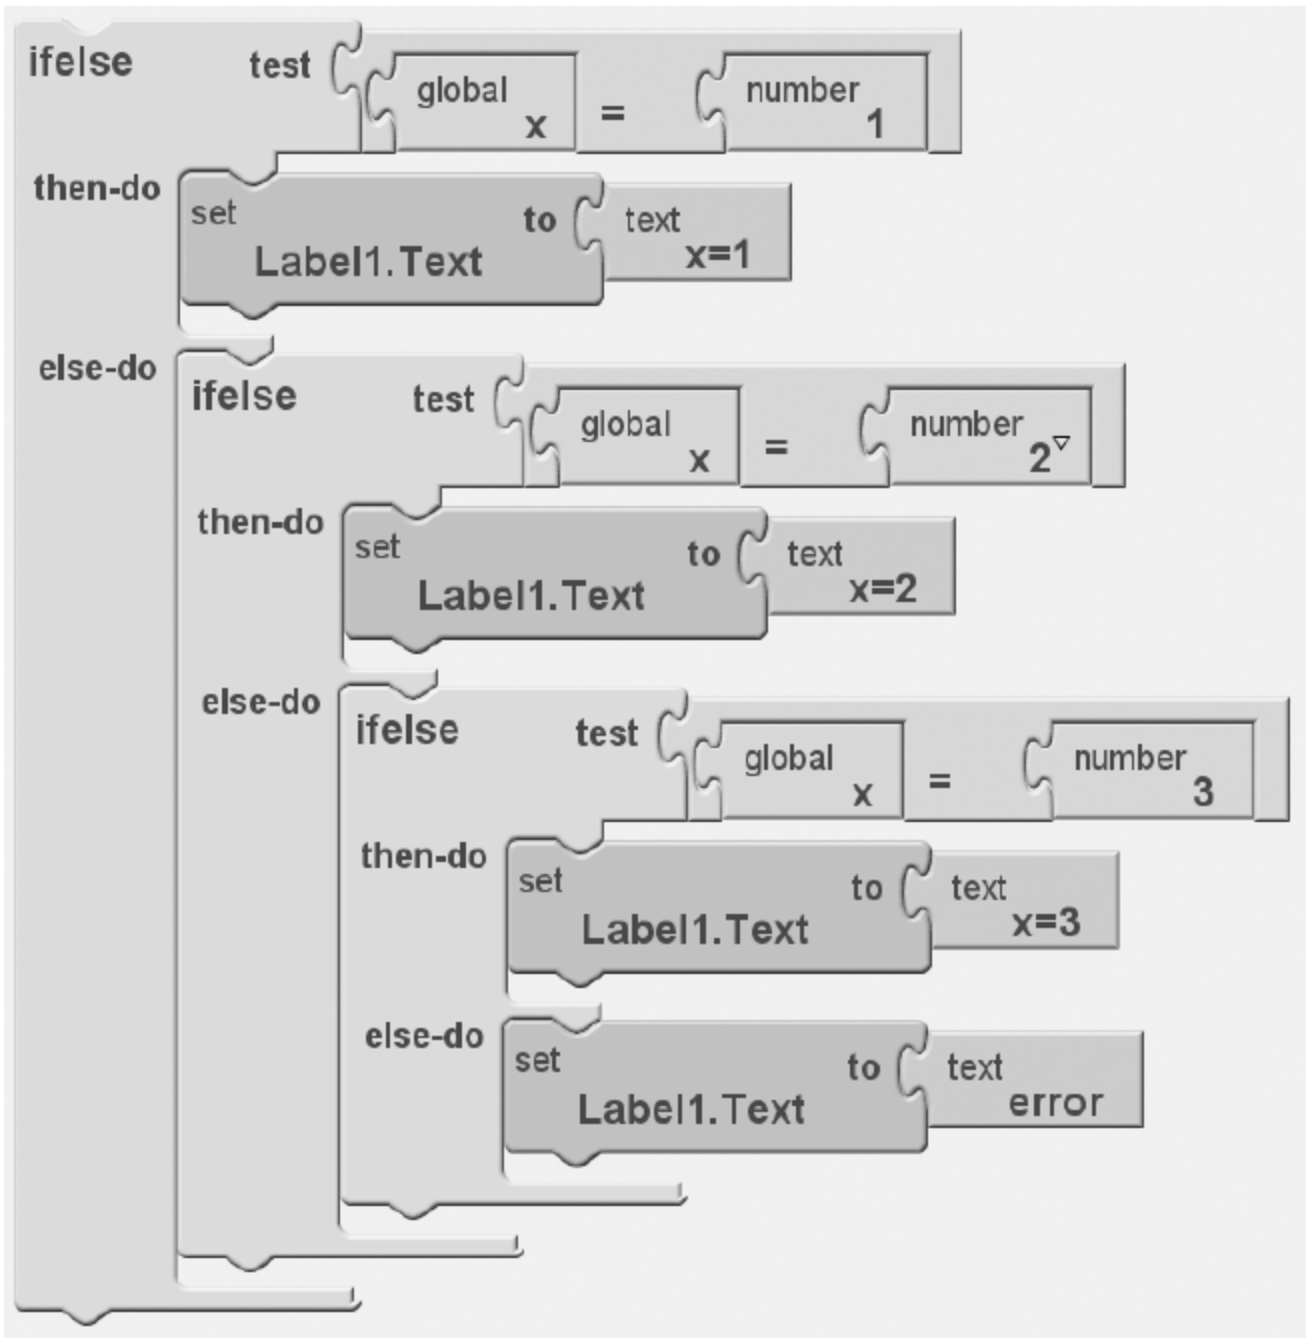 ifelse test global x = number 1
then-do set Label1.Text to text x=1
else-do ifelse test global x = number 2
then-do set Label1.Text to text x=2
else-do ifelse test global x = number 3
then-do set Label1.Text to text x=3
else-do set Label1.Text to text error